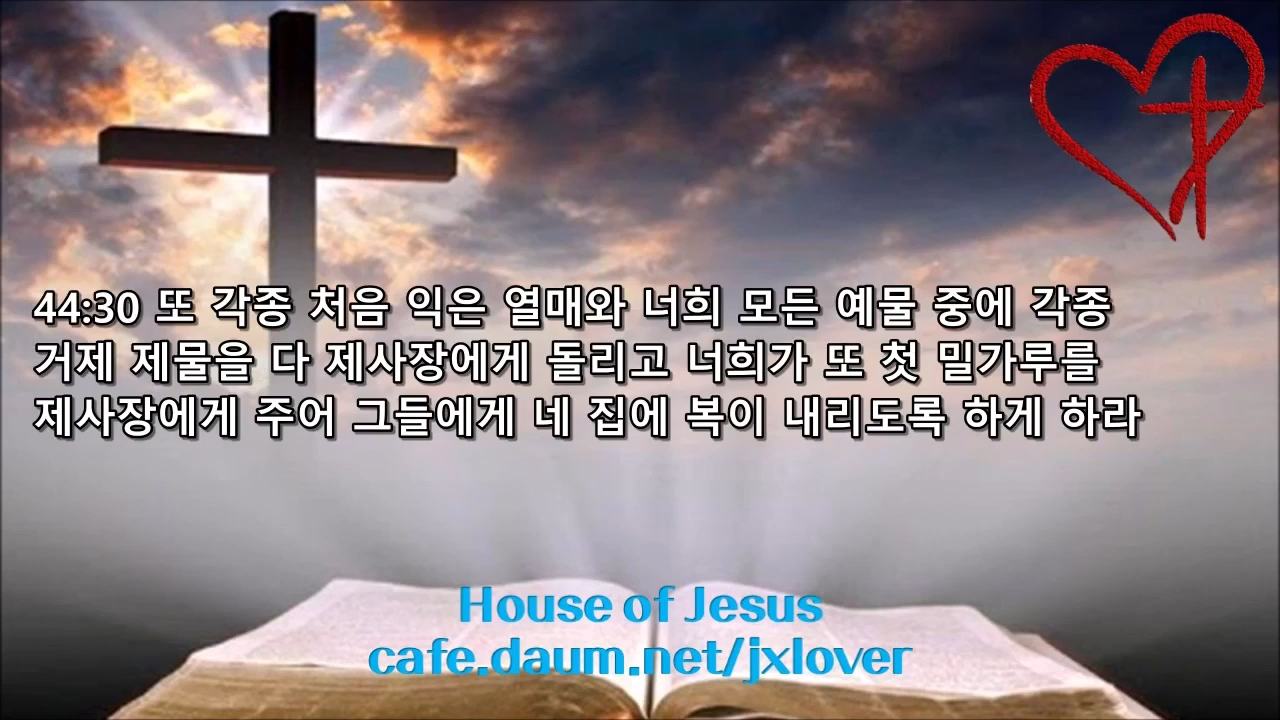 44:30 또 각종 처음 익은 열매와 너희 모든 예물 중에 각종
거제 제물을 다 제사장에게 돌리고 너희가 또 첫 밀가루를
제사장에게 주어 그들에게 네 집에 복이 내리도록 하게 하라
House of Jesus
cafe.daum.net/jxlover